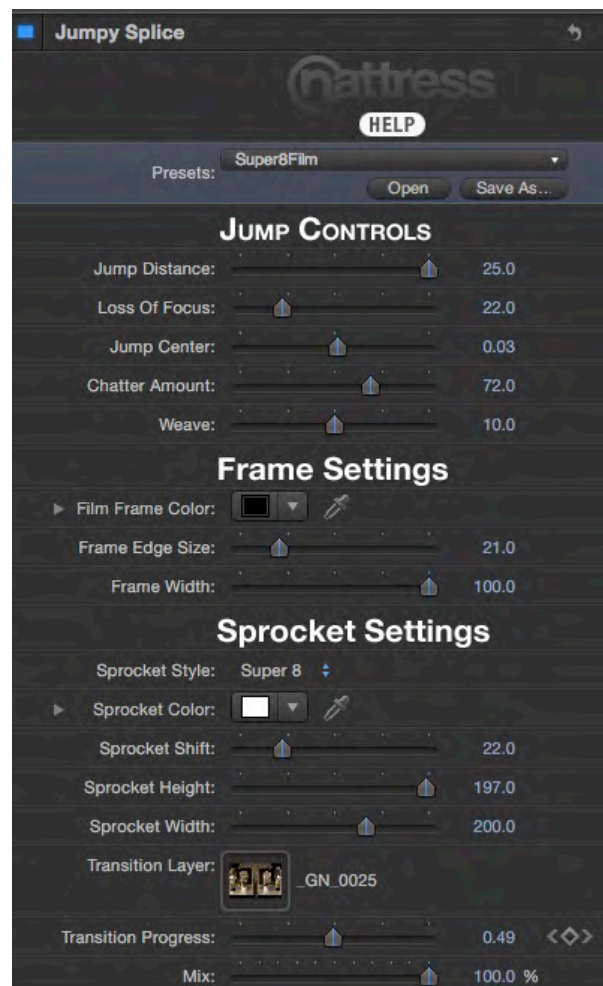 Jumpy Splice
nattress
HELP
Presets: Super8Film
Open Save As...
JUMP CONTROLS
Jump Distance: 25.0
Loss Of Focus: 22.0
Jump Center: 0.03
Chatter Amount: 72.0
Weave: 10.0
Frame Settings
Film Frame Color:
Frame Edge Size: 21.0
Frame Width: 100.0
Sprocket Settings
Sprocket Style: Super 8
Sprocket Color:
Sprocket Shift: 22.0
Sprocket Height: 197.0
Sprocket Width: 200.0
Transition Layer: _GN_0025
Transition Progress: 0.49
Mix: 100.0 %